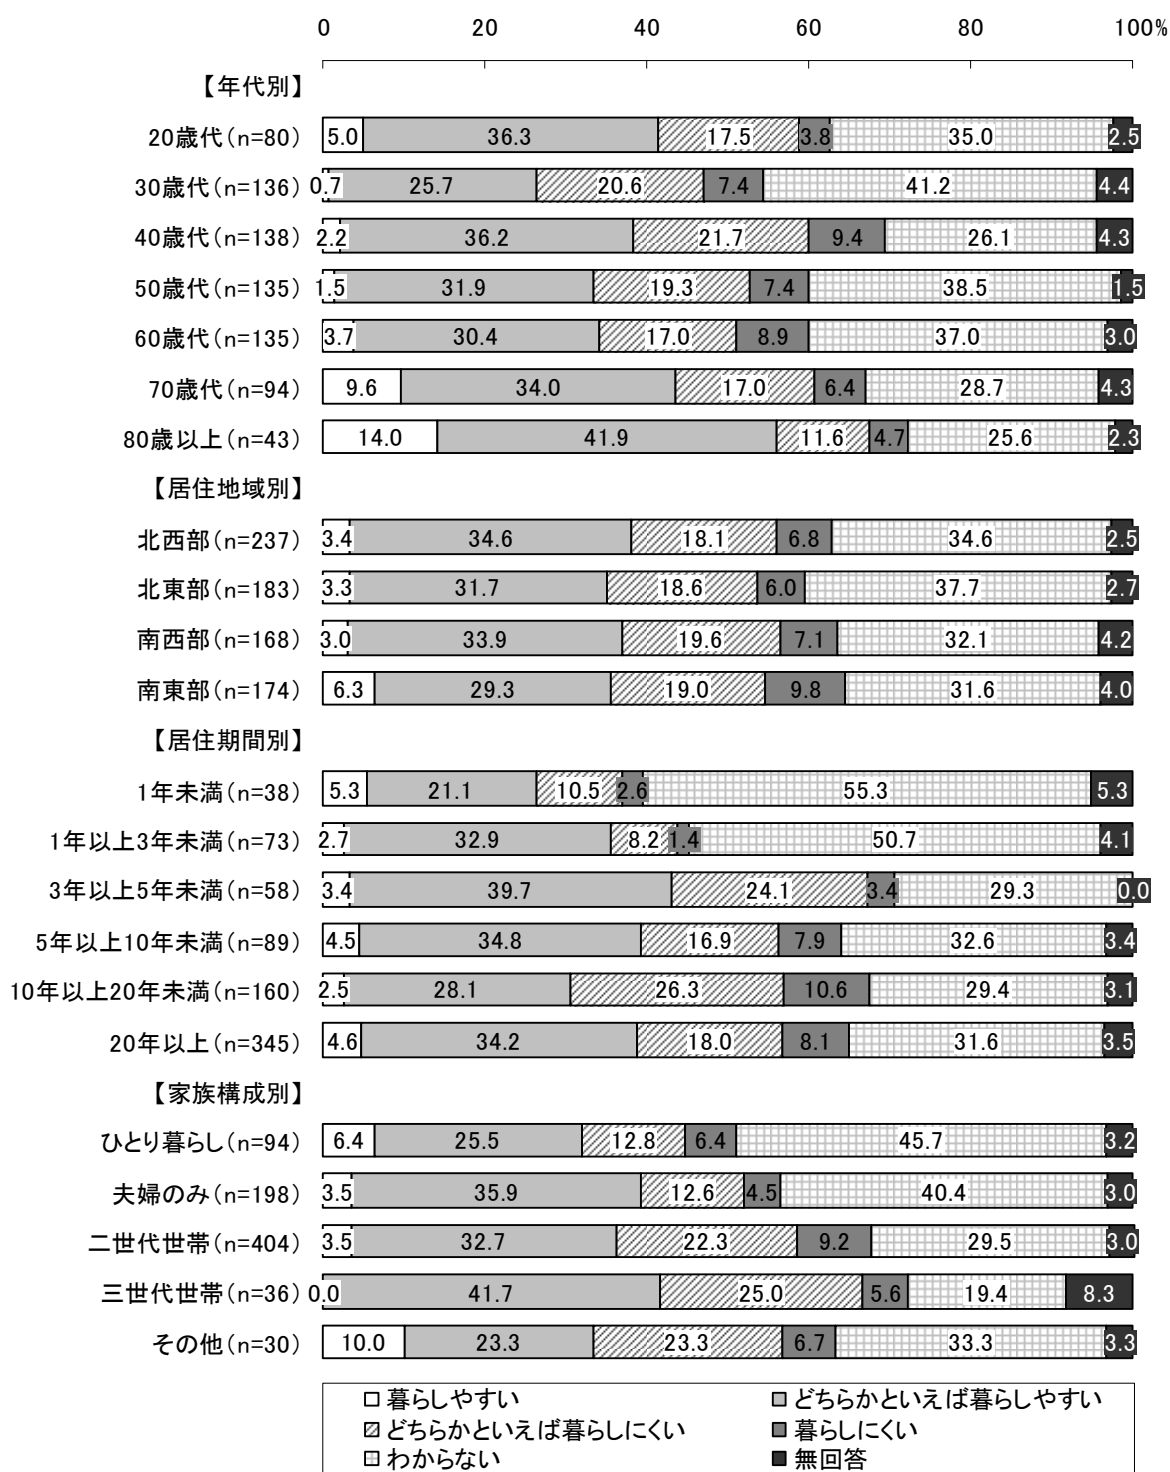 0 20 40 60 80 100%
【年代別】
20歳代(n=80) 5.0 36.3 17.5 3.8 35.0 2.5
30歳代(n=136) 0.7 25.7 20.6 7.4 41.2 4.4
40歳代(n=138) 2.2 36.2 21.7 9.4 26.1 4.3
50歳代(n=135) 1.5 31.9 19.3 7.4 38.5 1.5
60歳代(n=135) 3.7 30.4 17.0 8.9 37.0 3.0
70歳代(n=94) 9.6 34.0 17.0 6.4 28.7 4.3
80歳以上(n=43) 14.0 41.9 11.6 4.7 25.6 2.3
【居住地域別】
北西部(n=237) 3.4 34.6 18.1 6.8 34.6 2.5
北東部(n=183) 3.3 31.7 18.6 6.0 37.7 2.7
南西部(n=168) 3.0 33.9 19.6 7.1 32.1 4.2
南東部(n=174) 6.3 29.3 19.0 9.8 31.6 4.0
【居住期間別】
1年未満(n=38) 5.3 21.1 10.5 2.6 55.3 5.3
1年以上3年未満(n=73) 2.7 32.9 8.2 1.4 50.7 4.1
3年以上5年未満(n=58) 3.4 39.7 24.1 3.4 29.3 0.0
5年以上10年未満(n=89) 4.5 34.8 16.9 7.9 32.6 3.4
10年以上20年未満(n=160) 2.5 28.1 26.3 10.6 29.4 3.1
20年以上(n=345) 4.6 34.2 18.0 8.1 31.6 3.5
【家族構成別】
ひとり暮らし(n=94) 6.4 25.5 12.8 6.4 45.7 3.2
夫婦のみ(n=198) 3.5 35.9 12.6 4.5 40.4 3.0
二世代世帯(n=404) 3.5 32.7 22.3 9.2 29.5 3.0
三世代世帯(n=36) 0.0 41.7 25.0 5.6 19.4 8.3
その他(n=30) 10.0 23.3 23.3 6.7 33.3 3.3
暮らしやすい どちらかといえば暮らしやすい
どちらかといえば暮らしにくい 暮らしにくい
わからない 無回答